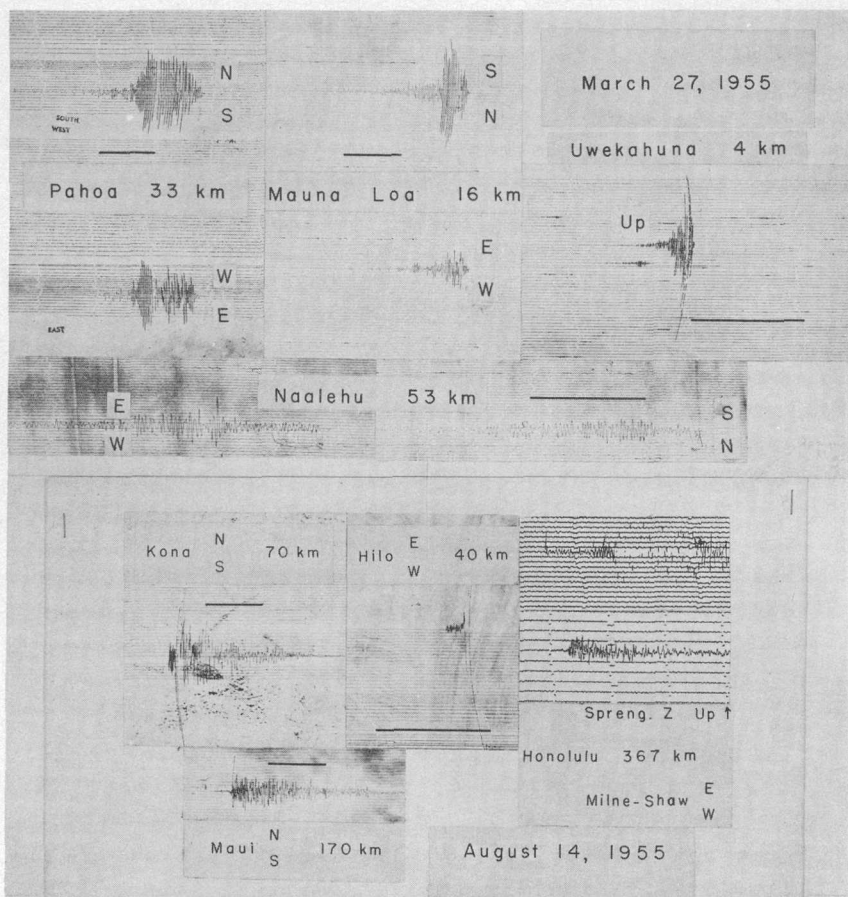 N
S
SOUTH
WEST
S
N
March 27, 1955
Uwekahuna 4 km
Pahoa 33 km
Mauna Loa 16 km
Up
W
E
EAST
E
W
Naalehu 53 km
E
W
S
N
Kona N S 70 km
Hilo E W 40 km
Spreng. Z Up ↑
Honolulu 367 km
Milne-Shaw E W
Maui N S 170 km
August 14, 1955